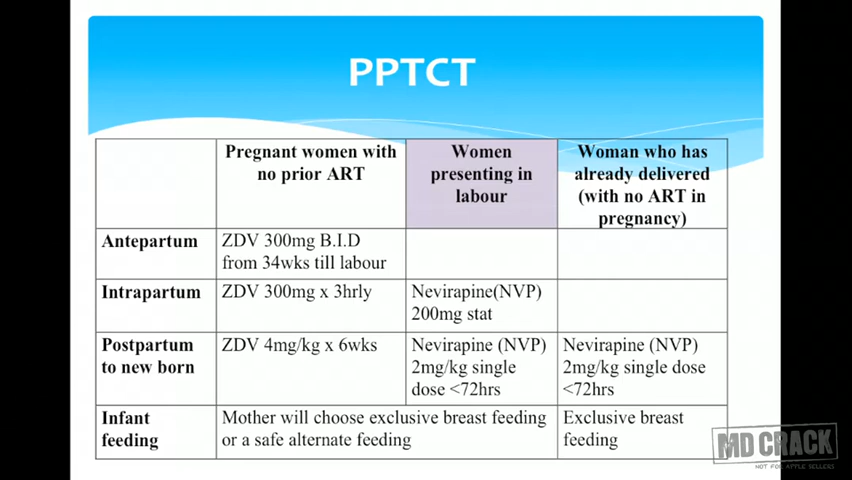 PPTCT
Pregnant women with
no prior ART
Women
presenting in
labour
Woman who has
already delivered
(with no ART in
pregnancy)
Antepartum
ZDV 300mg B.I.D
from 34wks till labour
Intrapartum
ZDV 300mg x 3hrly
Nevirapine(NVP)
200mg stat
Postpartum
to new born
ZDV 4mg/kg x 6wks
Nevirapine (NVP)
2mg/kg single
dose <72hrs
Nevirapine (NVP)
2mg/kg single dose
<72hrs
Infant
feeding
Mother will choose exclusive breast feeding
or a safe alternate feeding
Exclusive breast
feeding
MD CRACK
NOT FOR APPLE SELLERS